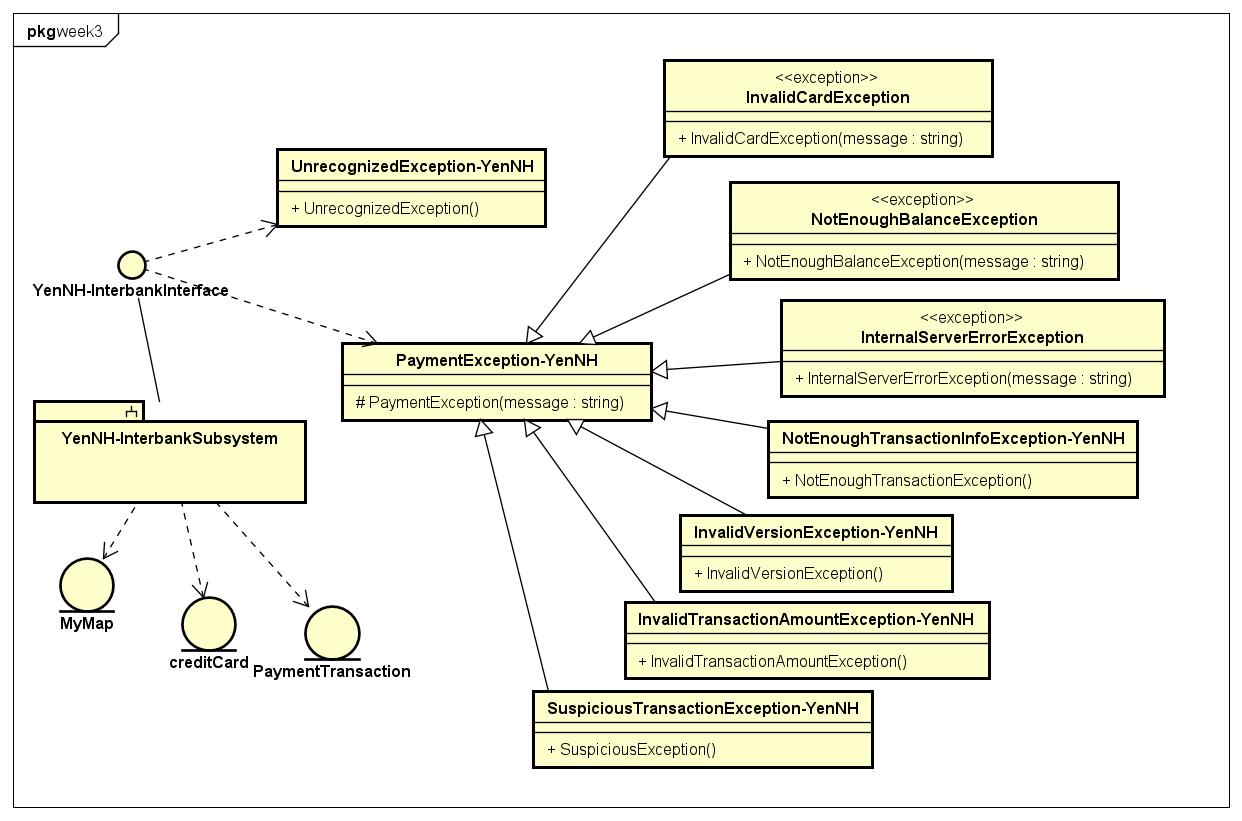 pkg week3
<<exception>>
InvalidCardException
+ InvalidCardException(message : string)
UnrecognizedException-YenNH
+ UnrecognizedException()
<<exception>>
NotEnoughBalanceException
+ NotEnoughBalanceException(message : string)
YenNH-InterbankInterface
<<exception>>
InternalServerErrorException
+ InternalServerErrorException(message : string)
PaymentException-YenNH
# PaymentException(message : string)
YenNH-InterbankSubsystem
NotEnoughTransactionInfoException-YenNH
+ NotEnoughTransactionException()
InvalidVersionException-YenNH
+ InvalidVersionException()
MyMap
creditCard
PaymentTransaction
InvalidTransactionAmountException-YenNH
+ InvalidTransactionAmountException()
SuspiciousTransactionException-YenNH
+ SuspiciousException()